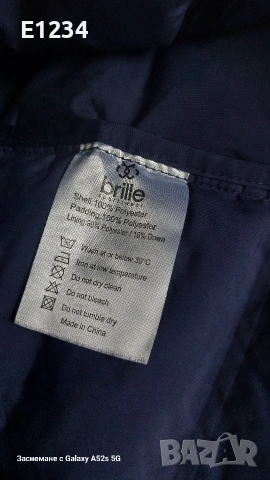 E1234
brille
Shell:100% Polyester
Padding:100% Polyestor
Lining:90% Polyester / 10% Down
Wash at or below 30°C
Iron at low temperature
Do not dry clean
Do not bleach
Do not tumble dry
Made in China
Заснемане с Galaxy A52s 5G
BAZAR